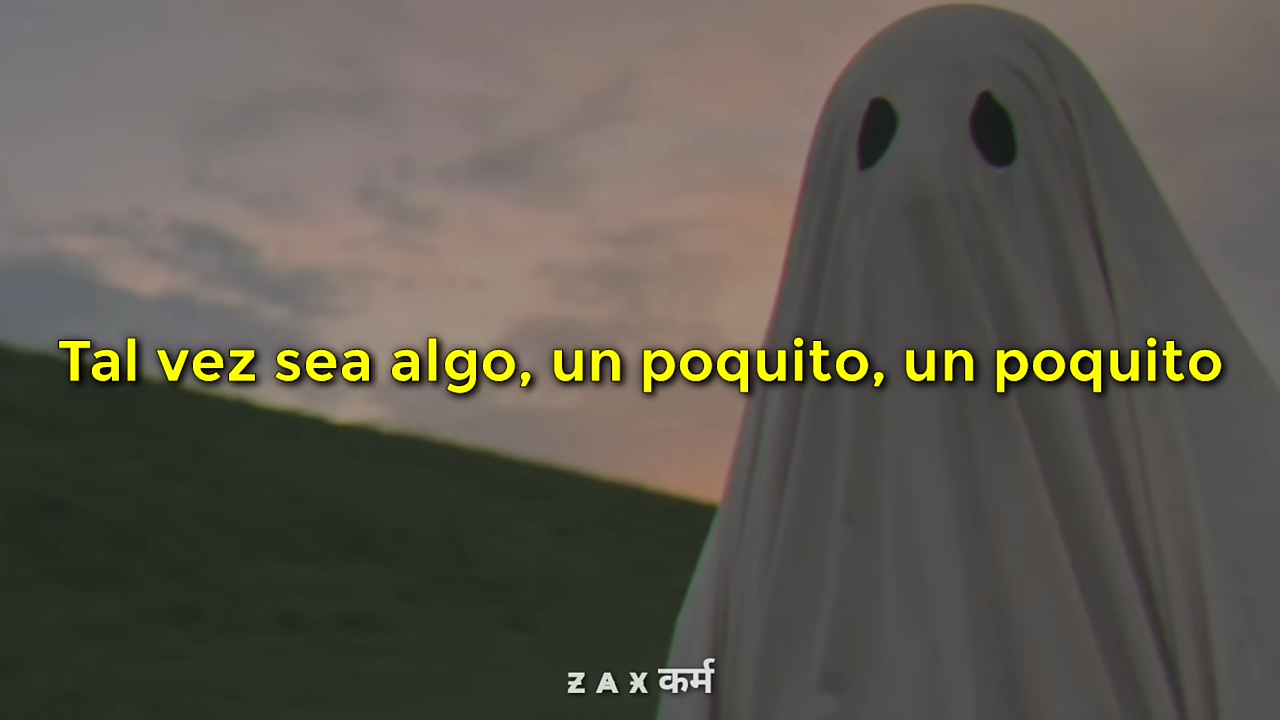 Tal vez sea algo, un poquito, un poquito
Z A X कर्म